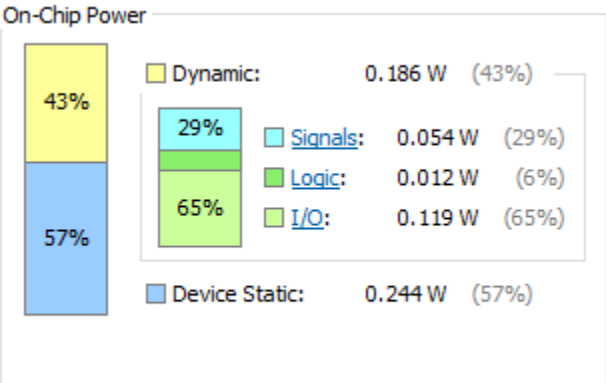 On-Chip Power
43%
57%
Dynamic: 0.186 W (43%)
29%
65%
Signals: 0.054 W (29%)
Logic: 0.012 W (6%)
I/O: 0.119 W (65%)
Device Static: 0.244 W (57%)